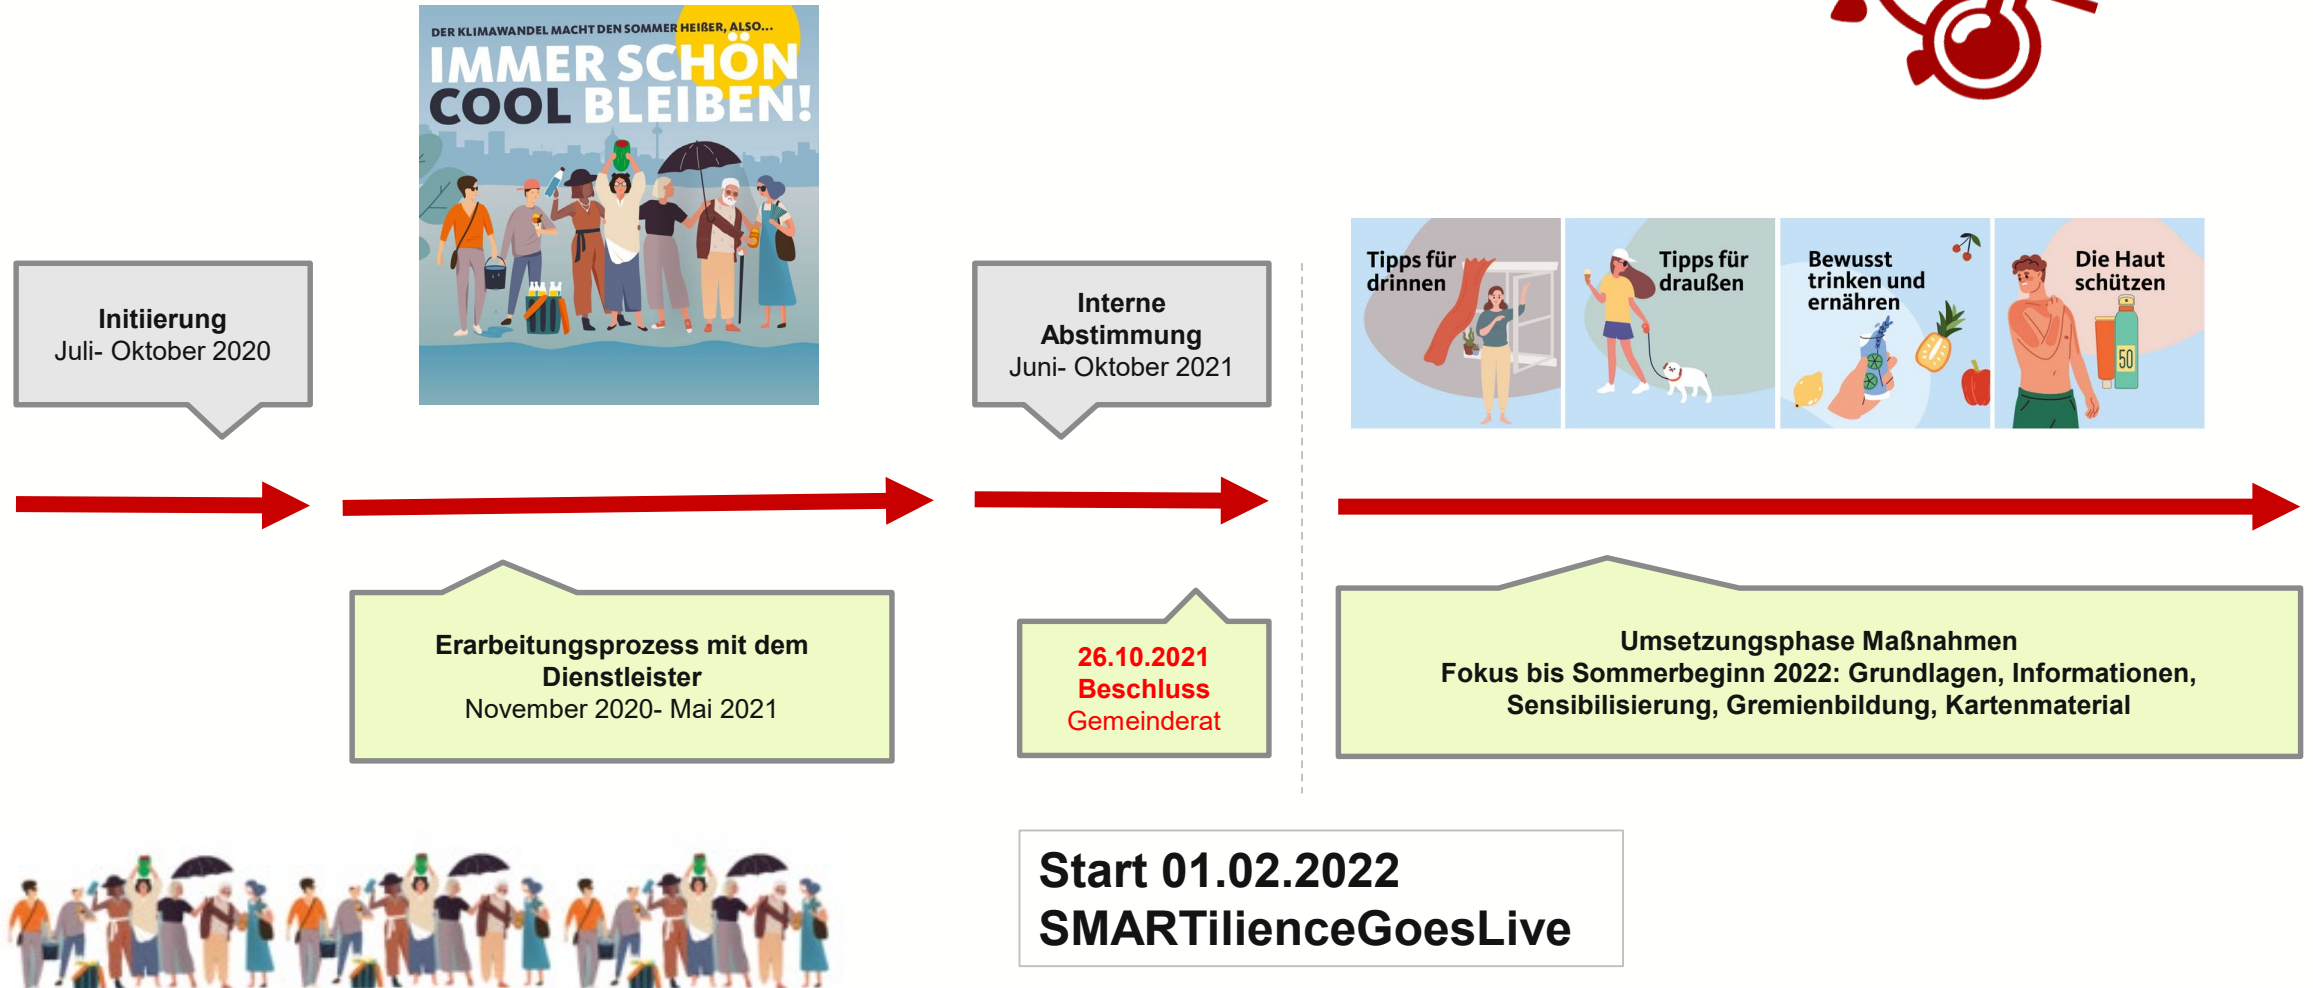 DER KLIMAWANDEL MACHT DEN SOMMER HEIßER, ALSO...
IMMER SCHÖN
COOL BLEIBEN!
Initiierung
Juli- Oktober 2020
Interne
Abstimmung
Juni- Oktober 2021
Tipps für
drinnen
Tipps für
draußen
Bewusst
trinken und
ernähren
Die Haut
schützen
50
Erarbeitungsprozess mit dem
Dienstleister
November 2020- Mai 2021
26.10.2021
Beschluss
Gemeinderat
Umsetzungsphase Maßnahmen
Fokus bis Sommerbeginn 2022: Grundlagen, Informationen,
Sensibilisierung, Gremienbildung, Kartenmaterial
Start 01.02.2022
SMARTilienceGoesLive